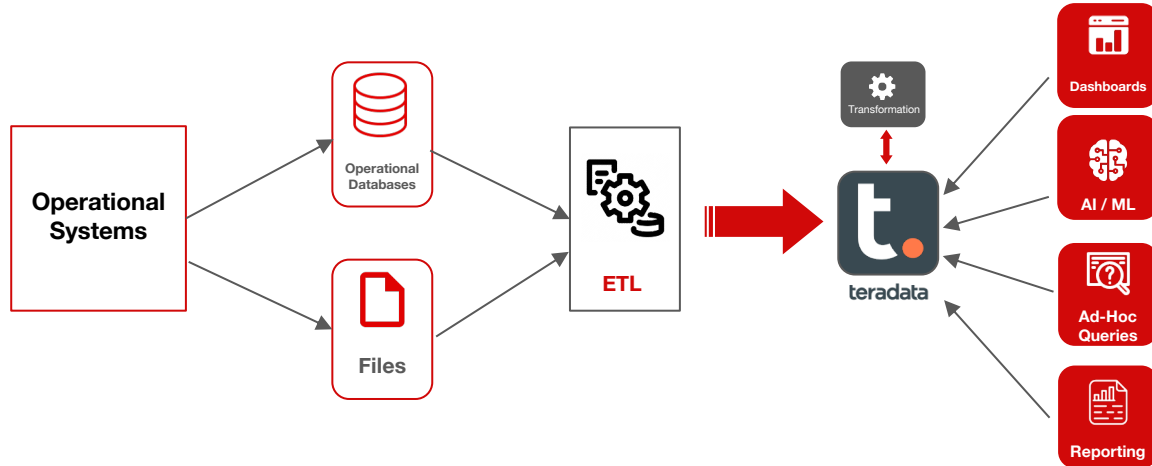 Operational
Systems
Operational
Databases
Files
ETL
Transformation
t.
teradata
Dashboards
AI / ML
Ad-Hoc
Queries
Reporting